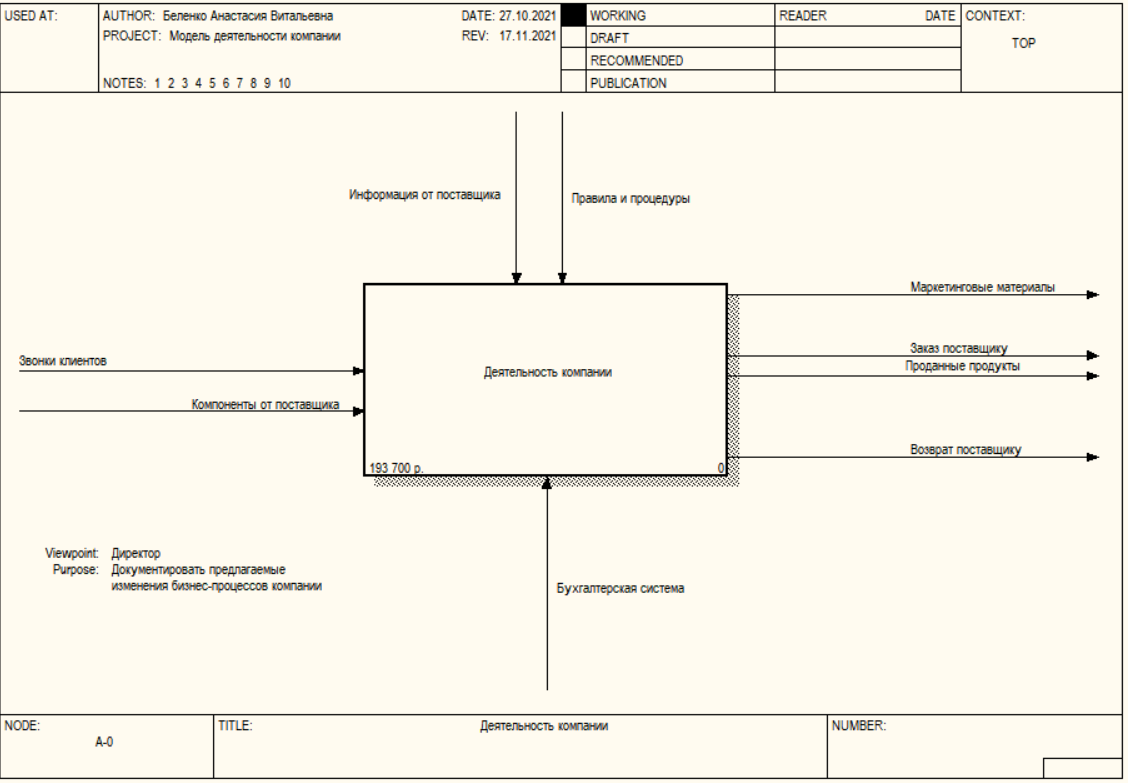 USED AT:
AUTHOR: Беленко Анастасия Витальевна
DATE: 27.10.2021
PROJECT: Модель деятельности компании
REV: 17.11.2021
NOTES: 1 2 3 4 5 6 7 8 9 10
WORKING
DRAFT
RECOMMENDED
PUBLICATION
READER
DATE
CONTEXT:
TOP
Информация от поставщика
Правила и процедуры
Маркетинговые материалы
Звонки клиентов
Заказ поставщику
Деятельность компании
Проданные продукты
Компоненты от поставщика
Возврат поставщику
193 700 р.
0
Viewpoint: Директор
Purpose: Документировать предлагаемые
изменения бизнес-процессов компании
Бухгалтерская система
NODE:
A-0
TITLE:
Деятельность компании
NUMBER: